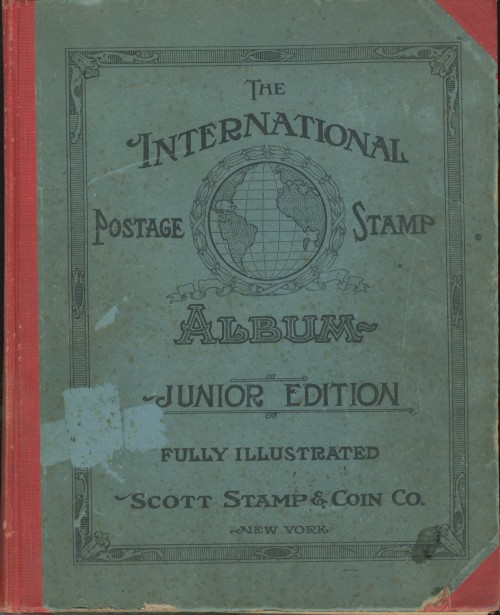 THE
INTERNATIONAL
POSTAGE STAMP
ALBUM
JUNIOR EDITION
FULLY ILLUSTRATED
SCOTT STAMP & COIN CO.
NEW YORK